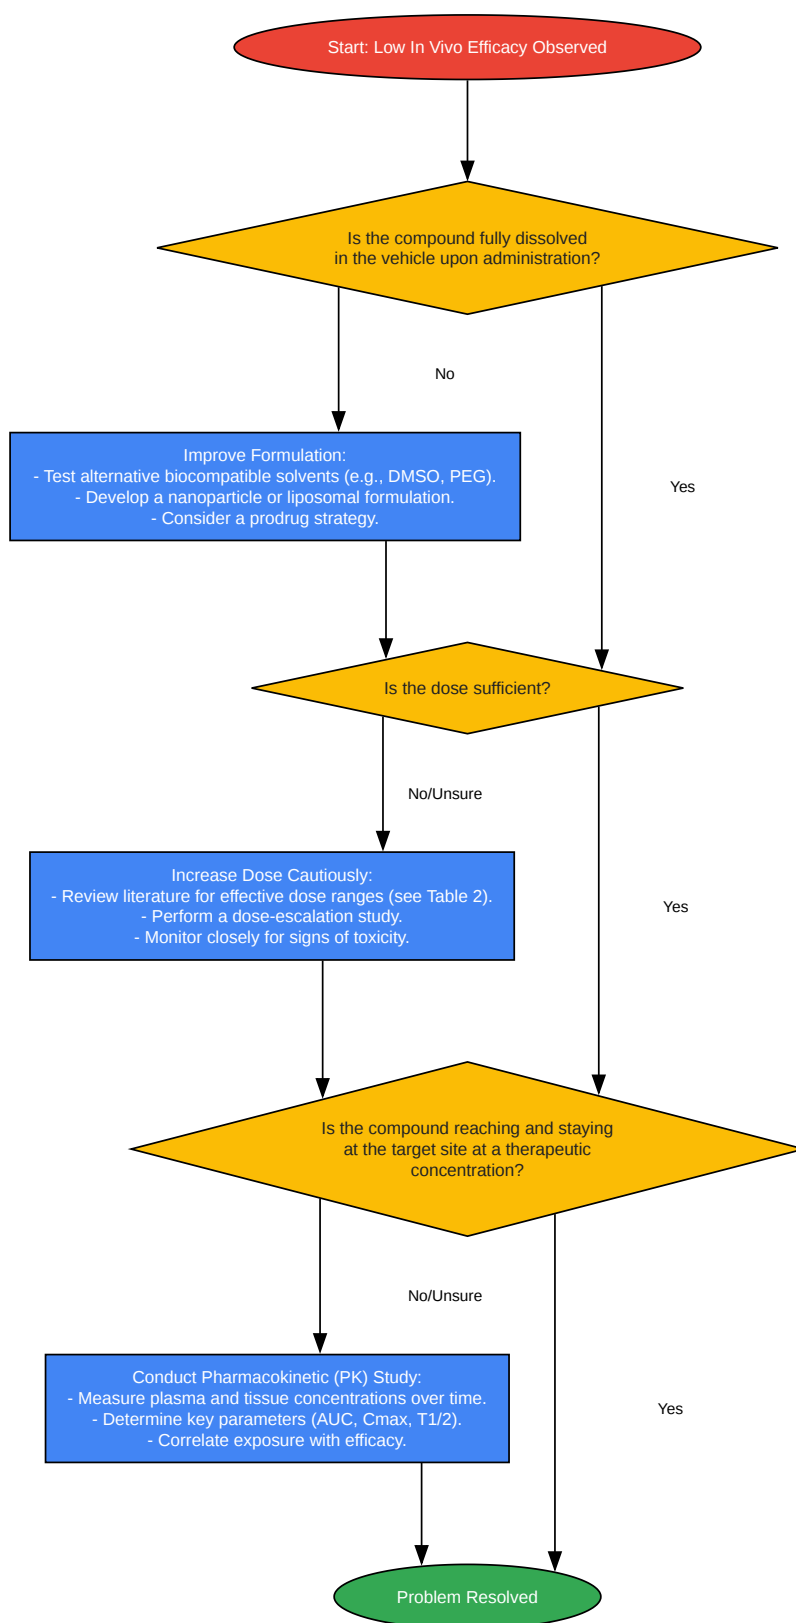 Start: Low In Vivo Efficacy Observed
Is the compound fully dissolved
in the vehicle upon administration?
No
Improve Formulation:
- Test alternative biocompatible solvents (e.g., DMSO, PEG).
- Develop a nanoparticle or liposomal formulation.
- Consider a prodrug strategy.
Yes
Is the dose sufficient?
No/Unsure
Increase Dose Cautiously:
- Review literature for effective dose ranges (see Table 2).
- Perform a dose-escalation study.
- Monitor closely for signs of toxicity.
Yes
Is the compound reaching and staying
at the target site at a therapeutic
concentration?
No/Unsure
Conduct Pharmacokinetic (PK) Study:
- Measure plasma and tissue concentrations over time.
- Determine key parameters (AUC, Cmax, T1/2).
- Correlate exposure with efficacy.
Yes
Problem Resolved